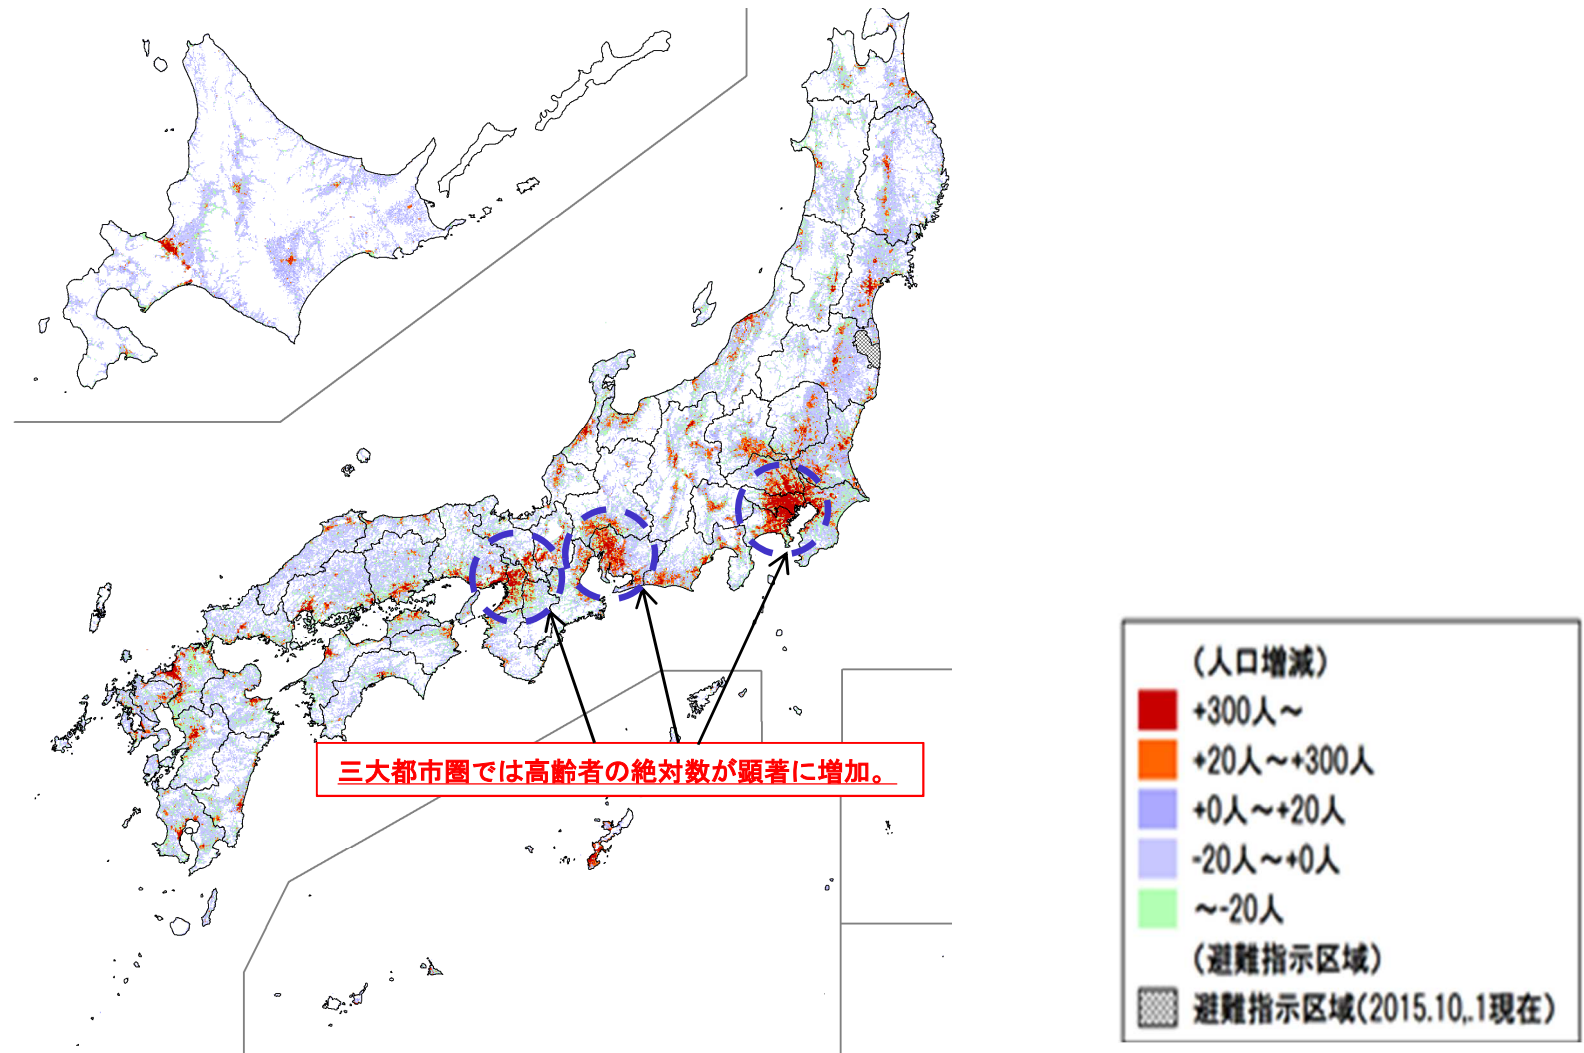 三大都市圏では高齢者の絶対数が顕著に増加。
(人口増減)
+300人～
+20人～+300人
+0人～+20人
-20人～+0人
～-20人
(避難指示区域)
避難指示区域(2015.10,.1現在)